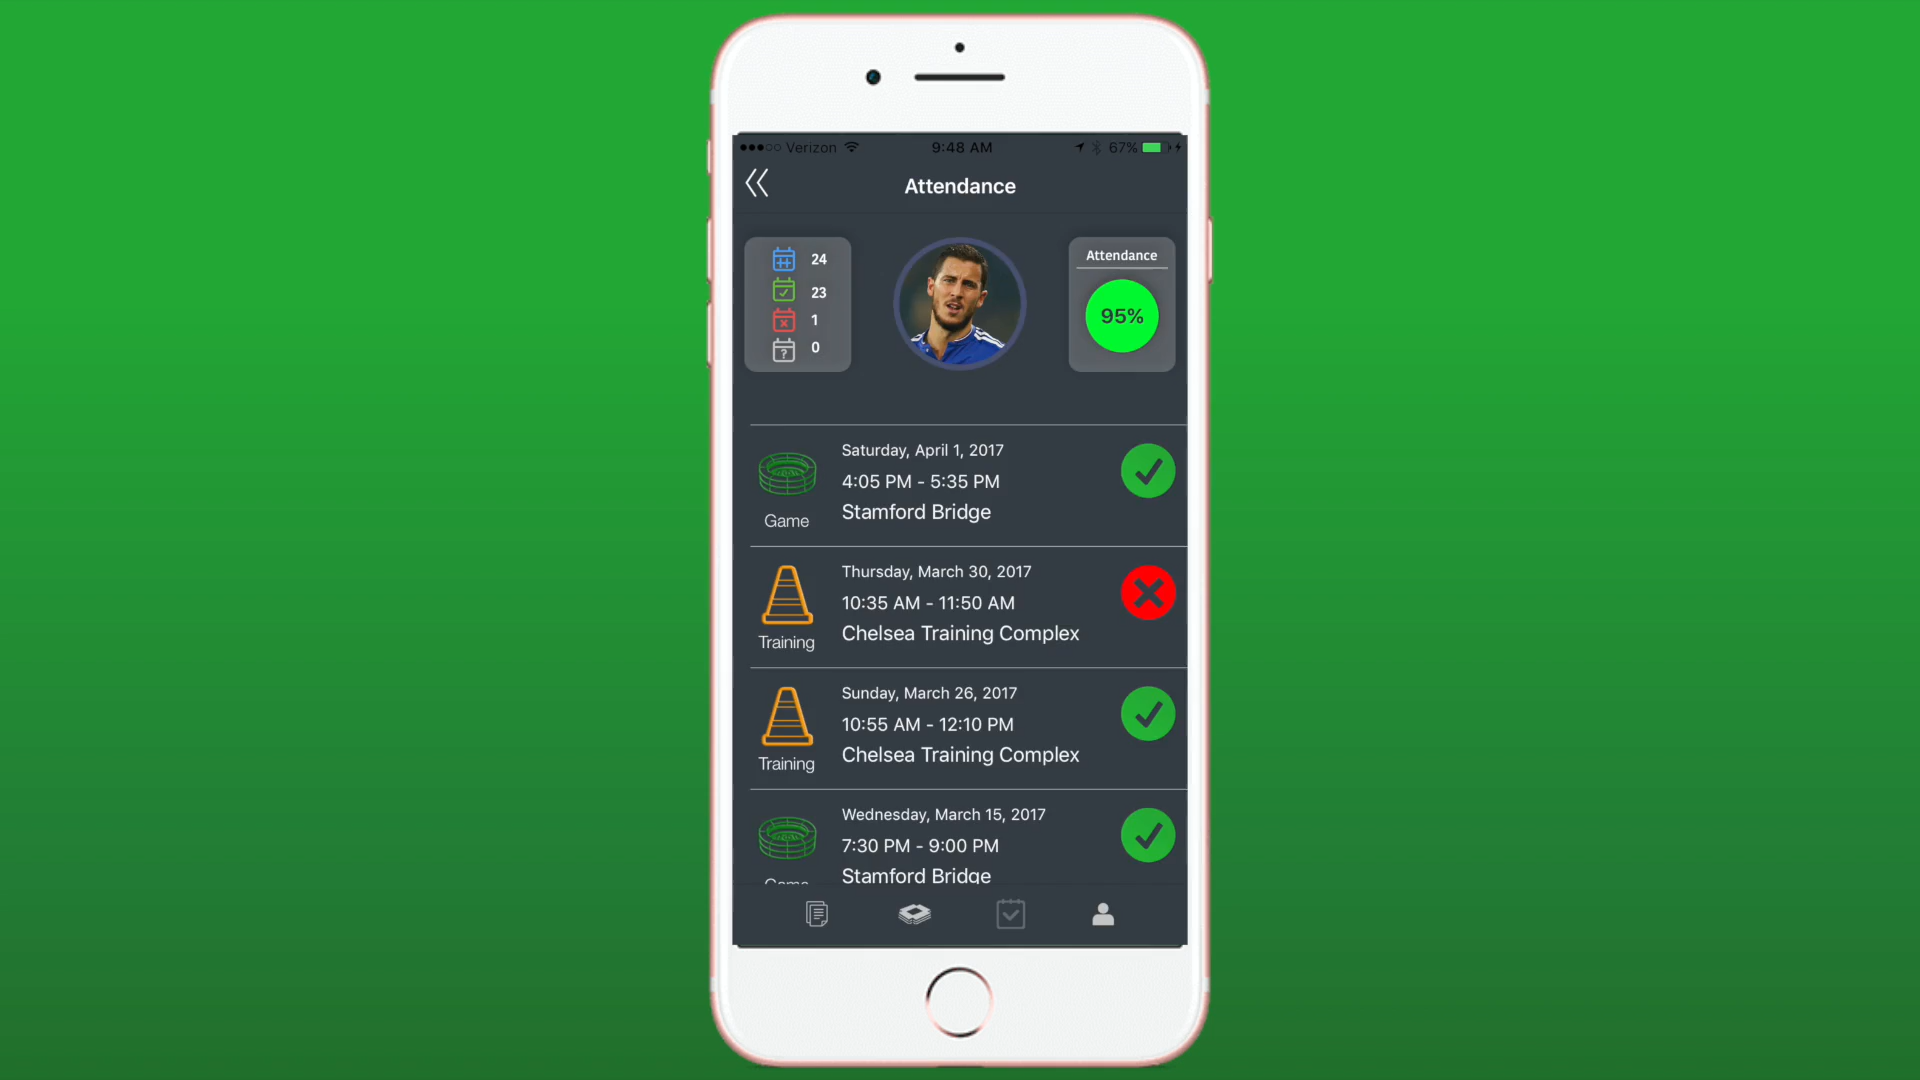 Verizon 9:48 AM 67%
Attendance
24
23
1
0
Attendance
95%
Saturday, April 1, 2017
4:05 PM - 5:35 PM
Stamford Bridge
Game
Thursday, March 30, 2017
10:35 AM - 11:50 AM
Chelsea Training Complex
Training
Sunday, March 26, 2017
10:55 AM - 12:10 PM
Chelsea Training Complex
Training
Wednesday, March 15, 2017
7:30 PM - 9:00 PM
Stamford Bridge